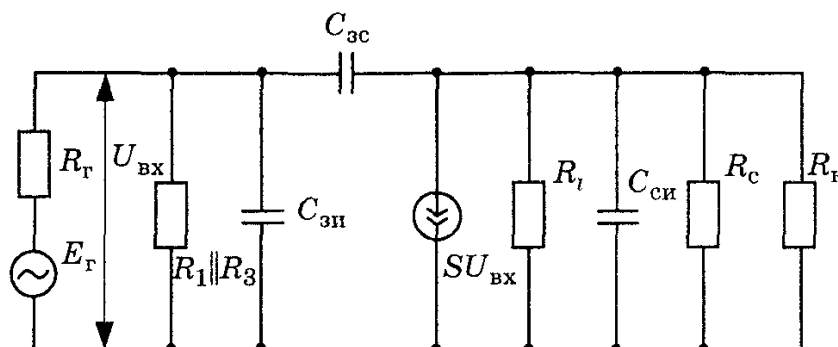 C_зс
R_г
U_вх
C_зи
R_i
C_си
R_с
R_н
E_г
R_1||R_3
SU_вх